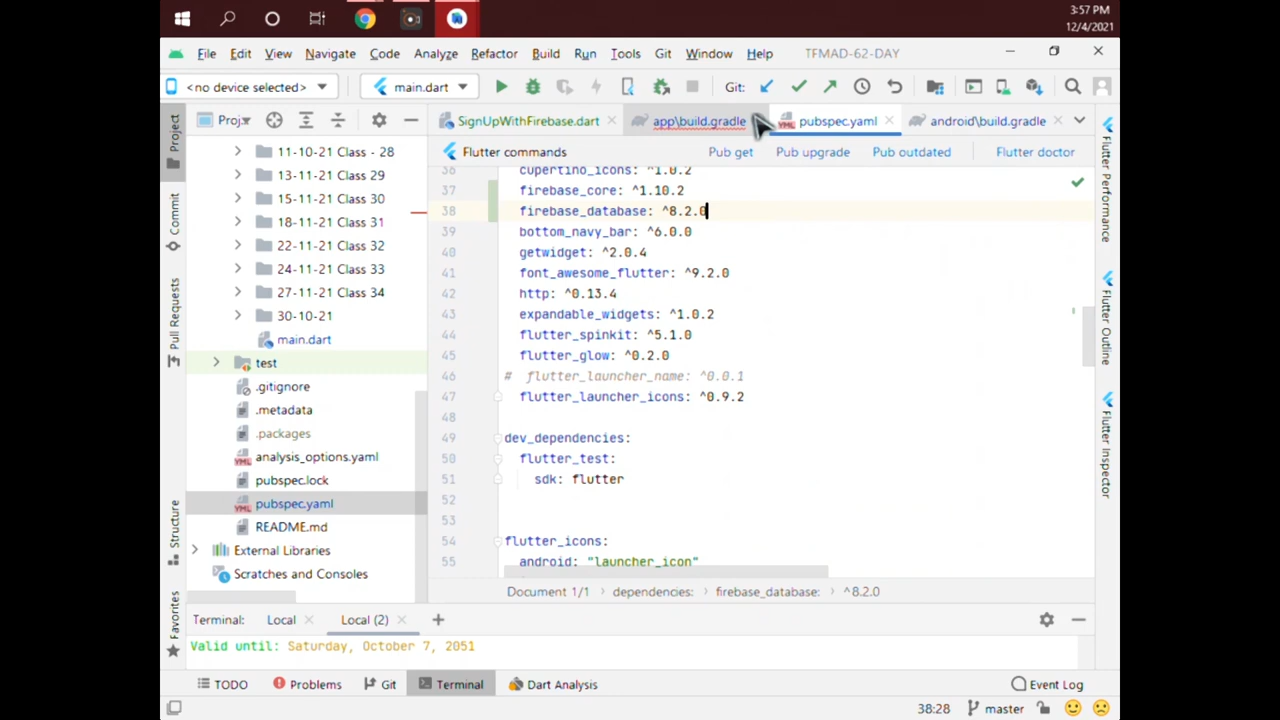 3:57 PM
12/4/2021
File Edit View Navigate Code Analyze Refactor Build Run Tools Git Window Help TFMAD-62-DAY
<no device selected> main.dart Git:
Project Proj... SignUpWithFirebase.dart app\build.gradle pubspec.yaml android\build.gradle
Flutter commands Pub get Pub upgrade Pub outdated Flutter doctor
11-10-21 Class - 28
13-11-21 Class 29
15-11-21 Class 30
18-11-21 Class 31
22-11-21 Class 32
24-11-21 Class 33
27-11-21 Class 34
30-10-21
main.dart
test
.gitignore
.metadata
.packages
analysis_options.yaml
pubspec.lock
pubspec.yaml
README.md
External Libraries
Scratches and Consoles
36 cupertino_icons: ^1.0.2
37 firebase_core: ^1.10.2
38 firebase_database: ^8.2.0
39 bottom_navy_bar: ^6.0.0
40 getwidget: ^2.0.4
41 font_awesome_flutter: ^9.2.0
42 http: ^0.13.4
43 expandable_widgets: ^1.0.2
44 flutter_spinkit: ^5.1.0
45 flutter_glow: ^0.2.0
46 # flutter_launcher_name: ^0.0.1
47 flutter_launcher_icons: ^0.9.2
48
49 dev_dependencies:
50 flutter_test:
51 sdk: flutter
52
53
54 flutter_icons:
55 android: "launcher_icon"
Document 1/1 dependencies: firebase_database: ^8.2.0
Commit
Pull Requests
Structure
Favorites
Flutter Performance
Flutter Outline
Flutter Inspector
Terminal: Local Local (2)
Valid until: Saturday, October 7, 2051
TODO Problems Git Terminal Dart Analysis Event Log
38:28 master